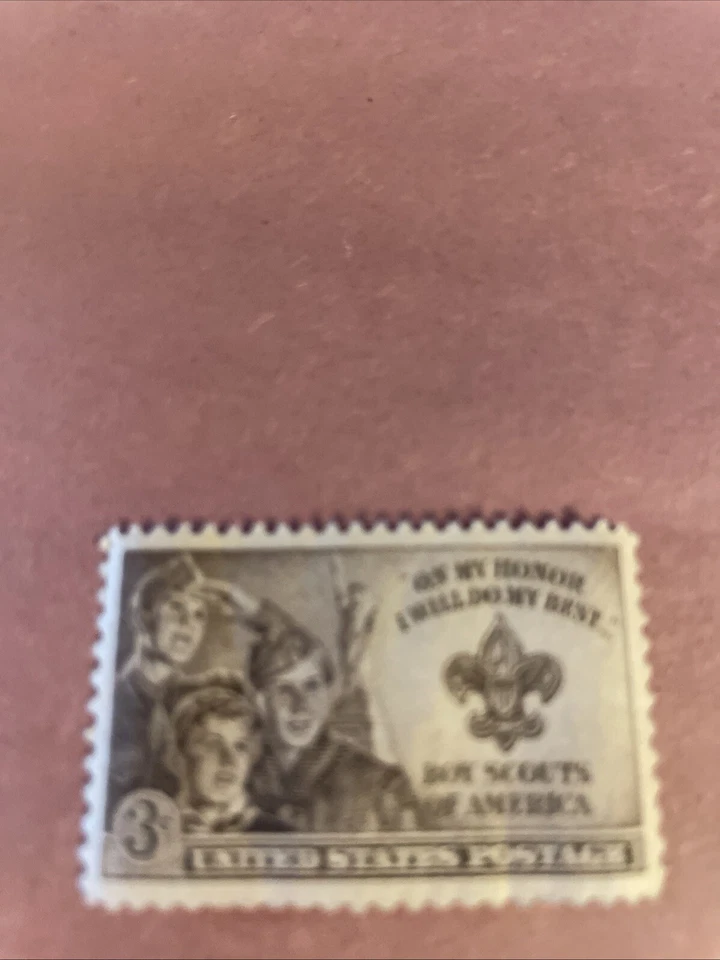 "ON MY HONOR
I WILL DO MY BEST..."
BOY SCOUTS
OF AMERICA
3¢
UNITED STATES POSTAGE